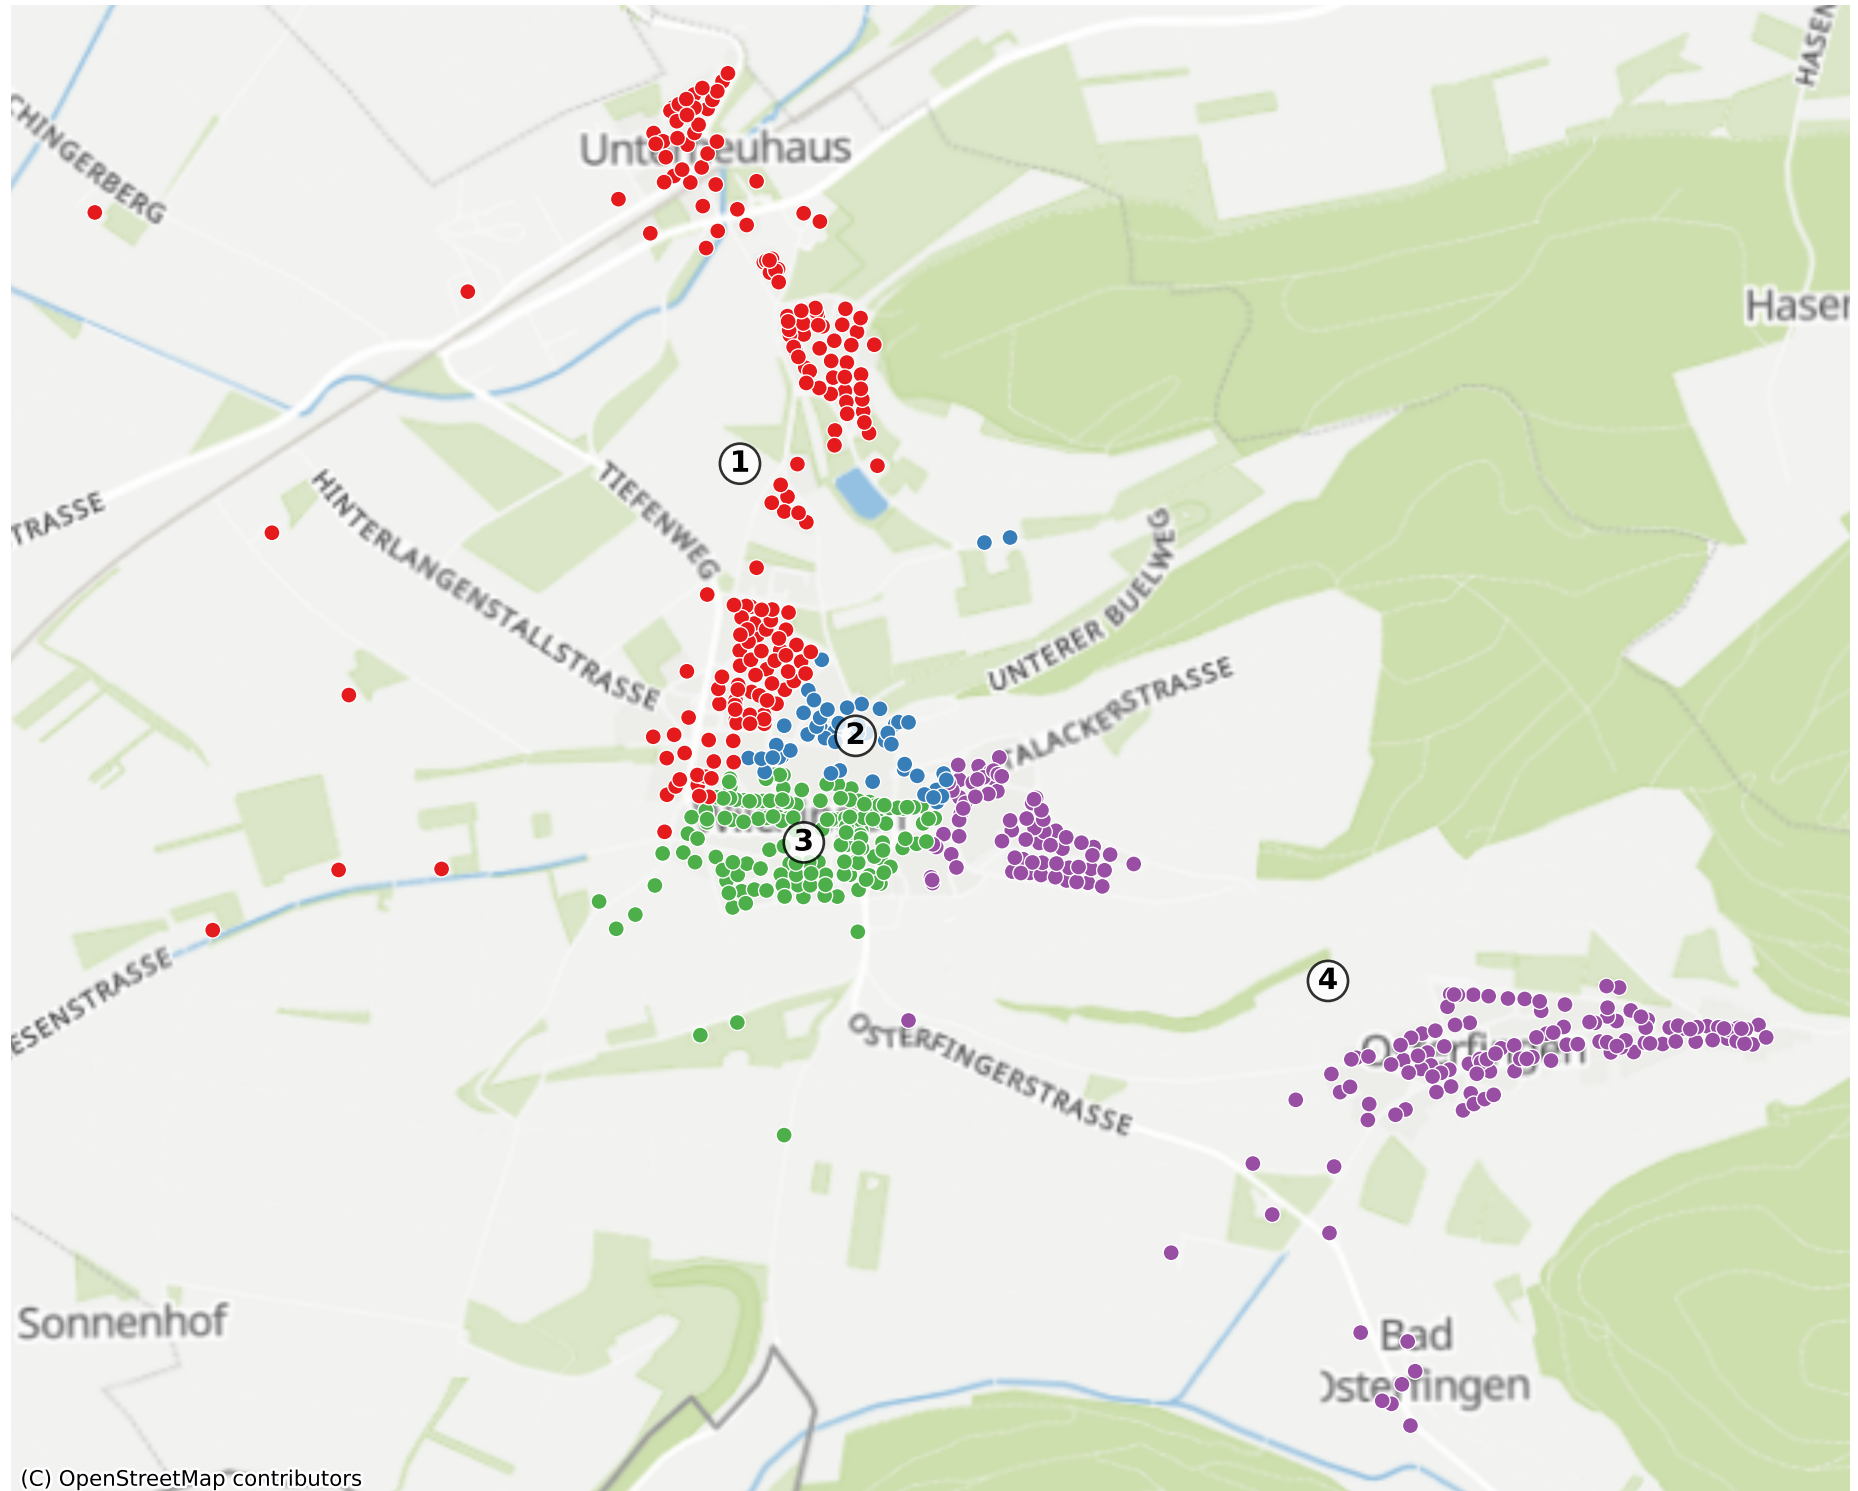 HASEN
CHINGERBERG
Hasen
TRASSE
HINTERLANGENSTALLSTRASSE
TIEFENWEG
1
UNTERER BUELWEG
TALACKERSTRASSE
2
3
ESENSTRASSE
4
OSTERFINGERSTRASSE
Sonnenhof
Bad
Osterfingen
(C) OpenStreetMap contributors